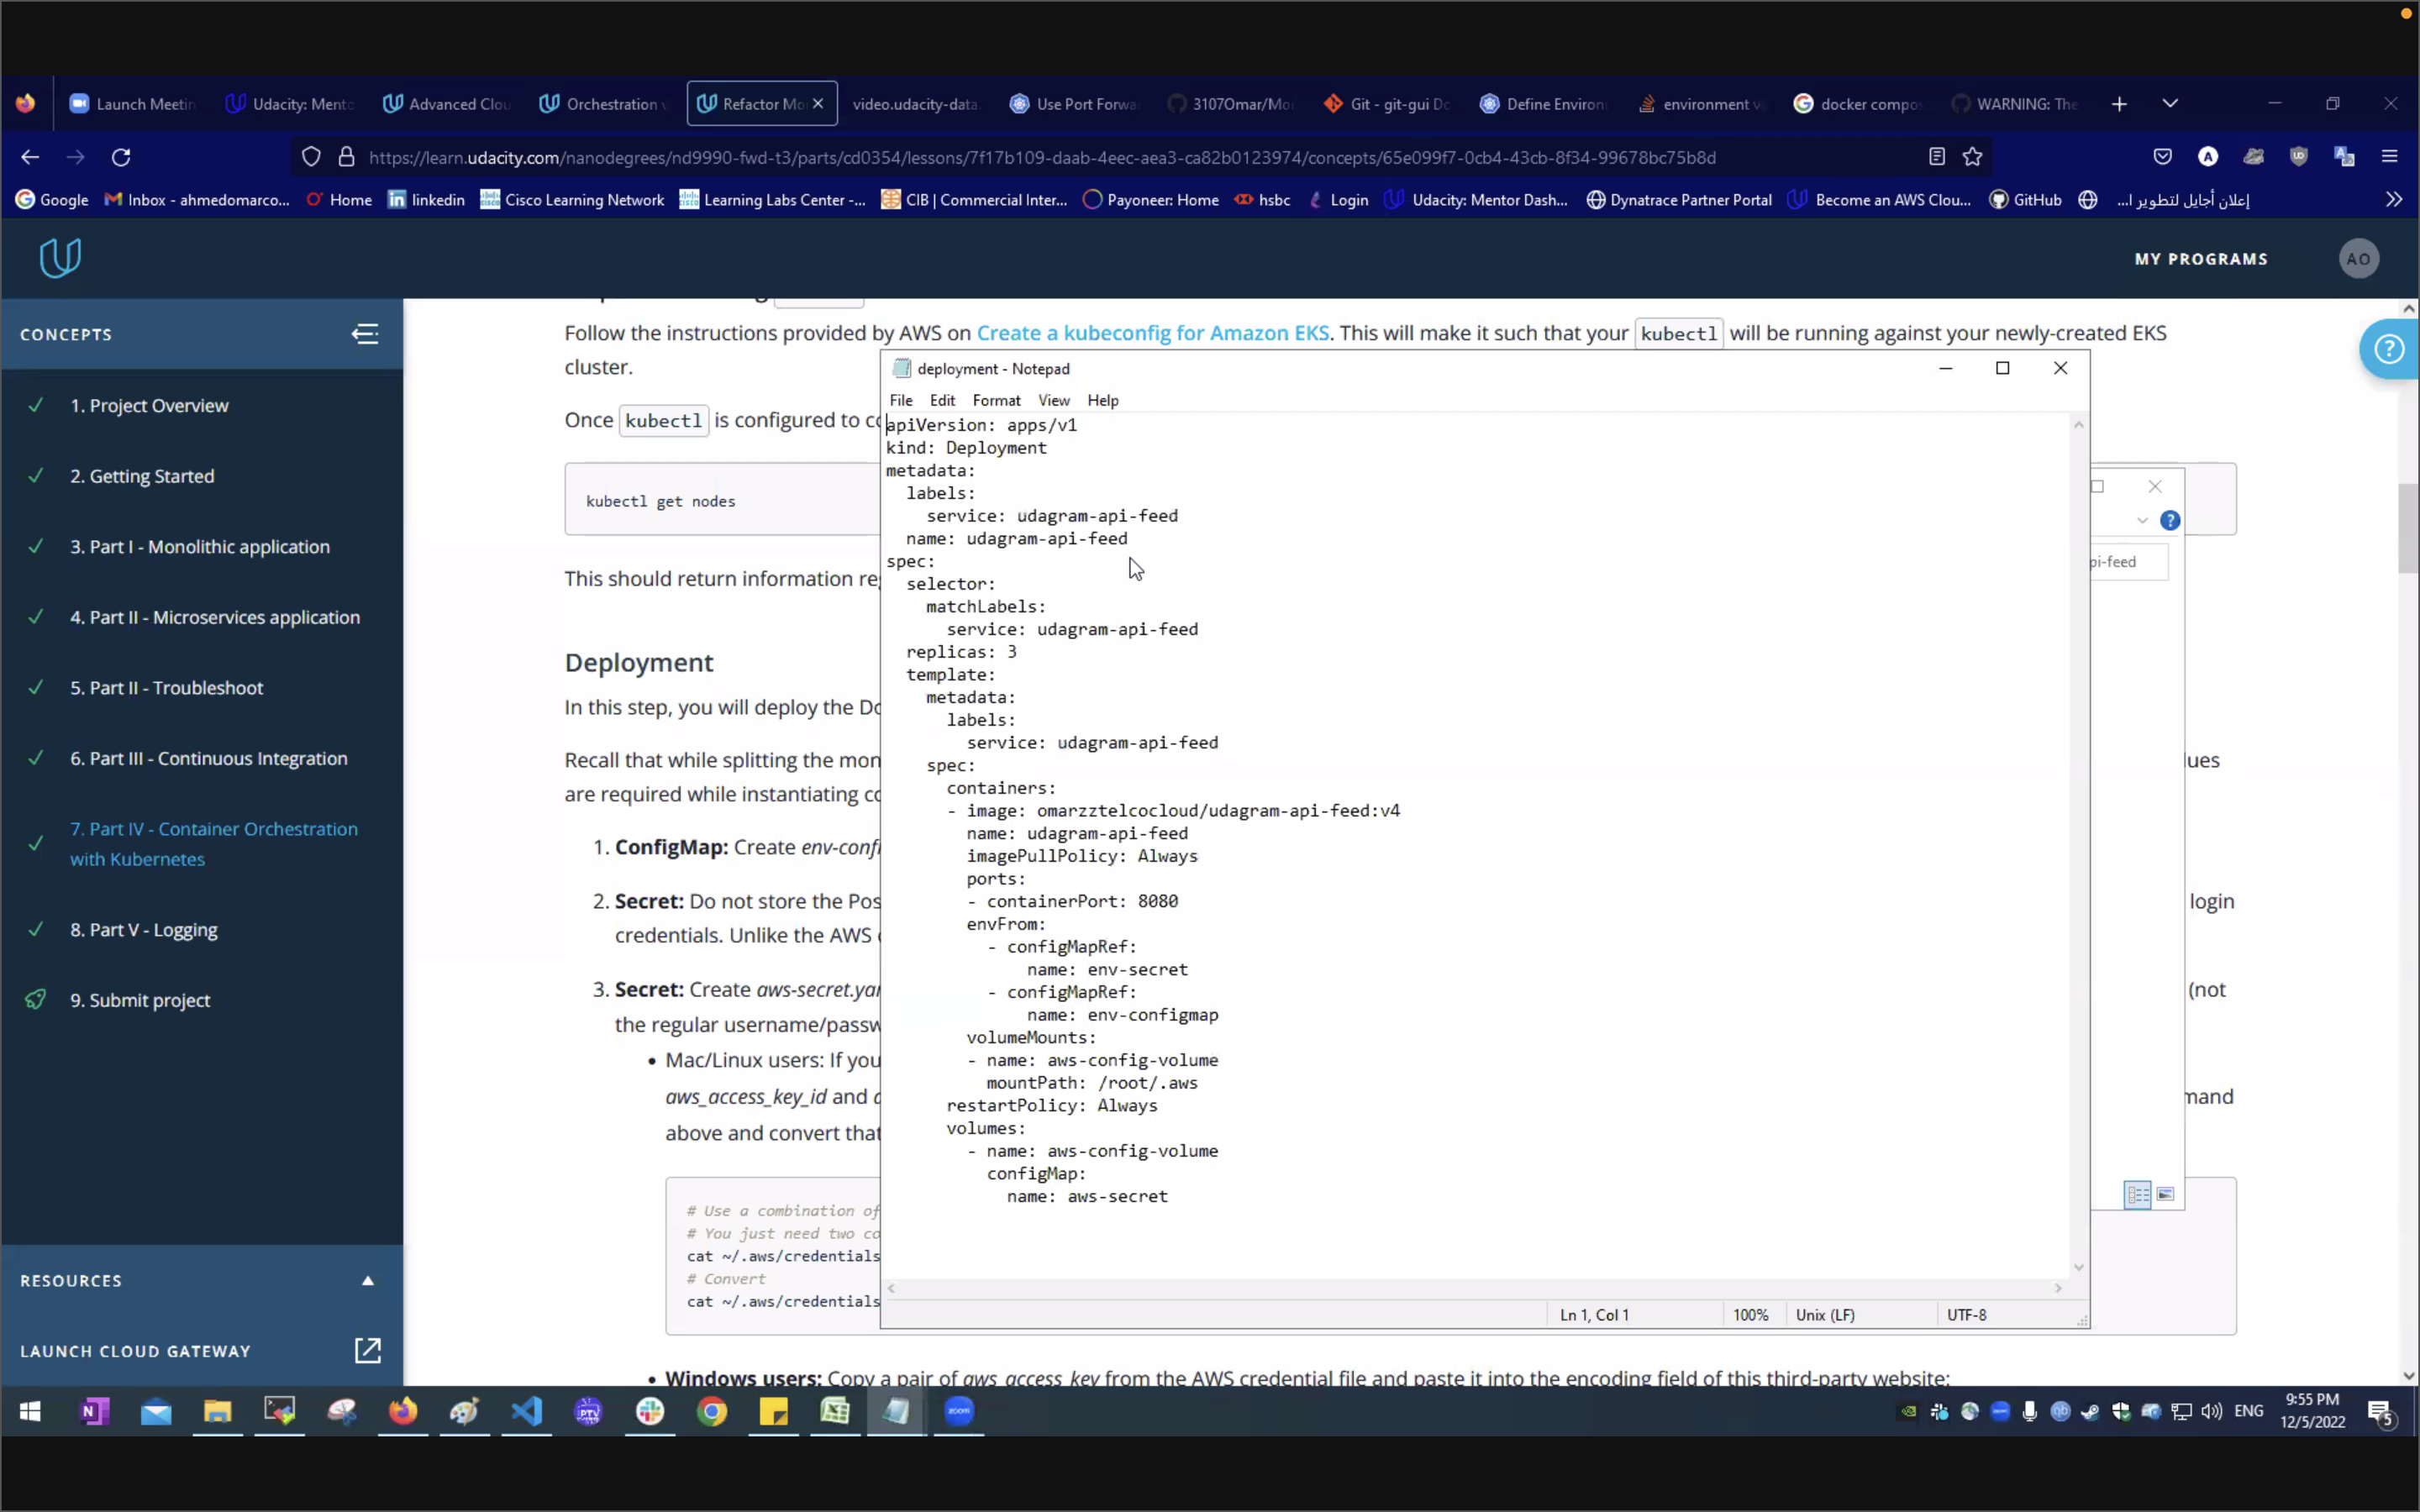 Launch Meetin
Udacity: Mento
Advanced Clou
Orchestration
Refactor Mo
video.udacity-data.
Use Port Forwa
3107Omar/Mo
Git - git-gui Do
Define Environ
environment v
docker compo
WARNING: The
https://learn.udacity.com/nanodegrees/nd9990-fwd-t3/parts/cd0354/lessons/7f17b109-daab-4eec-aea3-ca82b0123974/concepts/65e099f7-0cb4-43cb-8f34-99678bc75b8d
Google
Inbox - ahmedomarco...
Home
linkedin
Cisco Learning Network
Learning Labs Center -...
CIB | Commercial Inter...
Payoneer: Home
hsbc
Login
Udacity: Mentor Dash...
Dynatrace Partner Portal
Become an AWS Clou...
GitHub
إعلان أجايل لتطوير ا...
MY PROGRAMS
AO
CONCEPTS
1. Project Overview
2. Getting Started
3. Part I - Monolithic application
4. Part II - Microservices application
5. Part II - Troubleshoot
6. Part III - Continuous Integration
7. Part IV - Container Orchestration
with Kubernetes
8. Part V - Logging
9. Submit project
RESOURCES
LAUNCH CLOUD GATEWAY
Follow the instructions provided by AWS on Create a kubeconfig for Amazon EKS. This will make it such that your kubectl will be running against your newly-created EKS
cluster.
Once kubectl is configured to co
kubectl get nodes
This should return information re
Deployment
In this step, you will deploy the Do
Recall that while splitting the mon
lues
are required while instantiating co
1. ConfigMap: Create env-confi
2. Secret: Do not store the Pos
login
credentials. Unlike the AWS
3. Secret: Create aws-secret.yam
(not
the regular username/passw
• Mac/Linux users: If you
aws_access_key_id and
mand
above and convert that
# Use a combination of
# You just need two co
cat ~/.aws/credentials
# Convert
cat ~/.aws/credentials
• Windows users: Copy a pair of aws_access_key from the AWS credential file and paste it into the encoding field of this third-party website:
deployment - Notepad
File Edit Format View Help
apiVersion: apps/v1
kind: Deployment
metadata:
labels:
service: udagram-api-feed
name: udagram-api-feed
spec:
selector:
matchLabels:
service: udagram-api-feed
replicas: 3
template:
metadata:
labels:
service: udagram-api-feed
spec:
containers:
- image: omarzztelcocloud/udagram-api-feed:v4
name: udagram-api-feed
imagePullPolicy: Always
ports:
- containerPort: 8080
envFrom:
- configMapRef:
name: env-secret
- configMapRef:
name: env-configmap
volumeMounts:
- name: aws-config-volume
mountPath: /root/.aws
restartPolicy: Always
volumes:
- name: aws-config-volume
configMap:
name: aws-secret
Ln 1, Col 1
100%
Unix (LF)
UTF-8
pi-feed
ENG
9:55 PM
12/5/2022
5